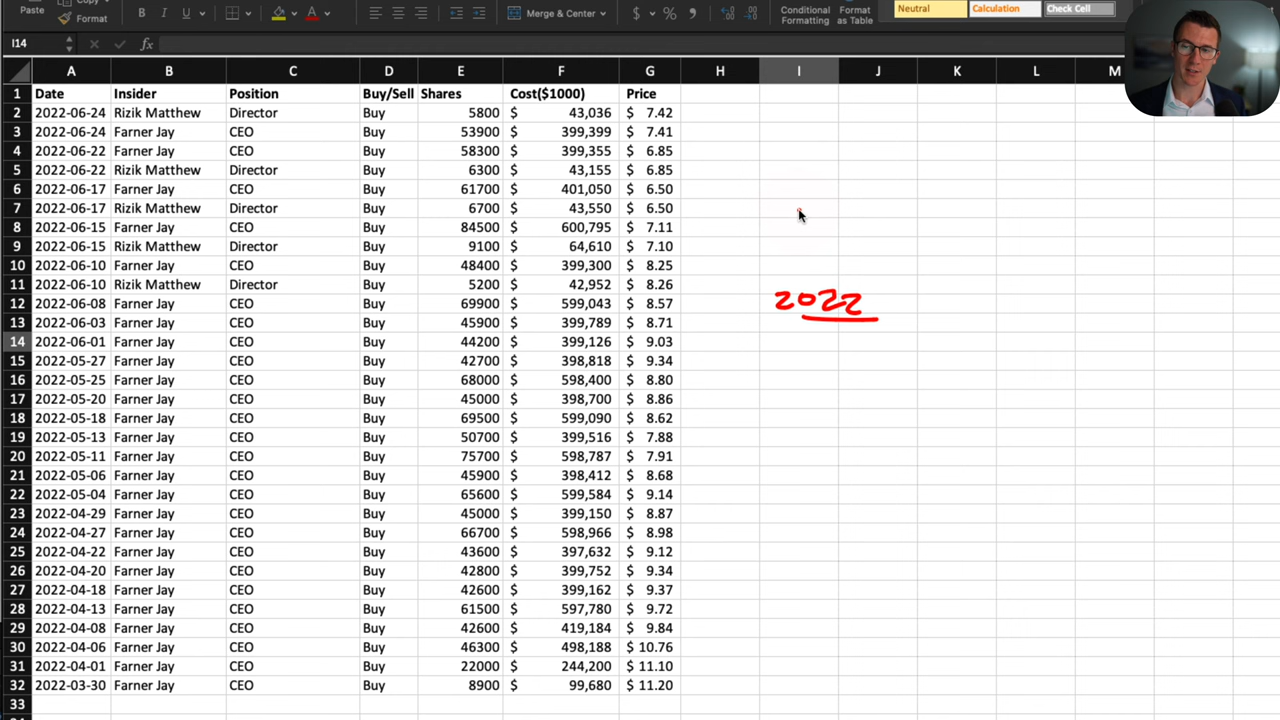 Paste Copy Format B I U A Merge & Center $ % , Conditional Formatting Format as Table Neutral Calculation Check Cell
I14 fx
A B C D E F G H I J K L M
1 Date Insider Position Buy/Sell Shares Cost($1000) Price
2 2022-06-24 Rizik Matthew Director Buy 5800 $ 43,036 $ 7.42
3 2022-06-24 Farner Jay CEO Buy 53900 $ 399,399 $ 7.41
4 2022-06-22 Farner Jay CEO Buy 58300 $ 399,355 $ 6.85
5 2022-06-22 Rizik Matthew Director Buy 6300 $ 43,155 $ 6.85
6 2022-06-17 Farner Jay CEO Buy 61700 $ 401,050 $ 6.50
7 2022-06-17 Rizik Matthew Director Buy 6700 $ 43,550 $ 6.50
8 2022-06-15 Farner Jay CEO Buy 84500 $ 600,795 $ 7.11
9 2022-06-15 Rizik Matthew Director Buy 9100 $ 64,610 $ 7.10
10 2022-06-10 Farner Jay CEO Buy 48400 $ 399,300 $ 8.25
11 2022-06-10 Rizik Matthew Director Buy 5200 $ 42,952 $ 8.26
12 2022-06-08 Farner Jay CEO Buy 69900 $ 599,043 $ 8.57 2022
13 2022-06-03 Farner Jay CEO Buy 45900 $ 399,789 $ 8.71
14 2022-06-01 Farner Jay CEO Buy 44200 $ 399,126 $ 9.03
15 2022-05-27 Farner Jay CEO Buy 42700 $ 398,818 $ 9.34
16 2022-05-25 Farner Jay CEO Buy 68000 $ 598,400 $ 8.80
17 2022-05-20 Farner Jay CEO Buy 45000 $ 398,700 $ 8.86
18 2022-05-18 Farner Jay CEO Buy 69500 $ 599,090 $ 8.62
19 2022-05-13 Farner Jay CEO Buy 50700 $ 399,516 $ 7.88
20 2022-05-11 Farner Jay CEO Buy 75700 $ 598,787 $ 7.91
21 2022-05-06 Farner Jay CEO Buy 45900 $ 398,412 $ 8.68
22 2022-05-04 Farner Jay CEO Buy 65600 $ 599,584 $ 9.14
23 2022-04-29 Farner Jay CEO Buy 45000 $ 399,150 $ 8.87
24 2022-04-27 Farner Jay CEO Buy 66700 $ 598,966 $ 8.98
25 2022-04-22 Farner Jay CEO Buy 43600 $ 397,632 $ 9.12
26 2022-04-20 Farner Jay CEO Buy 42800 $ 399,752 $ 9.34
27 2022-04-18 Farner Jay CEO Buy 42600 $ 399,162 $ 9.37
28 2022-04-13 Farner Jay CEO Buy 61500 $ 597,780 $ 9.72
29 2022-04-08 Farner Jay CEO Buy 42600 $ 419,184 $ 9.84
30 2022-04-06 Farner Jay CEO Buy 46300 $ 498,188 $ 10.76
31 2022-04-01 Farner Jay CEO Buy 22000 $ 244,200 $ 11.10
32 2022-03-30 Farner Jay CEO Buy 8900 $ 99,680 $ 11.20
33